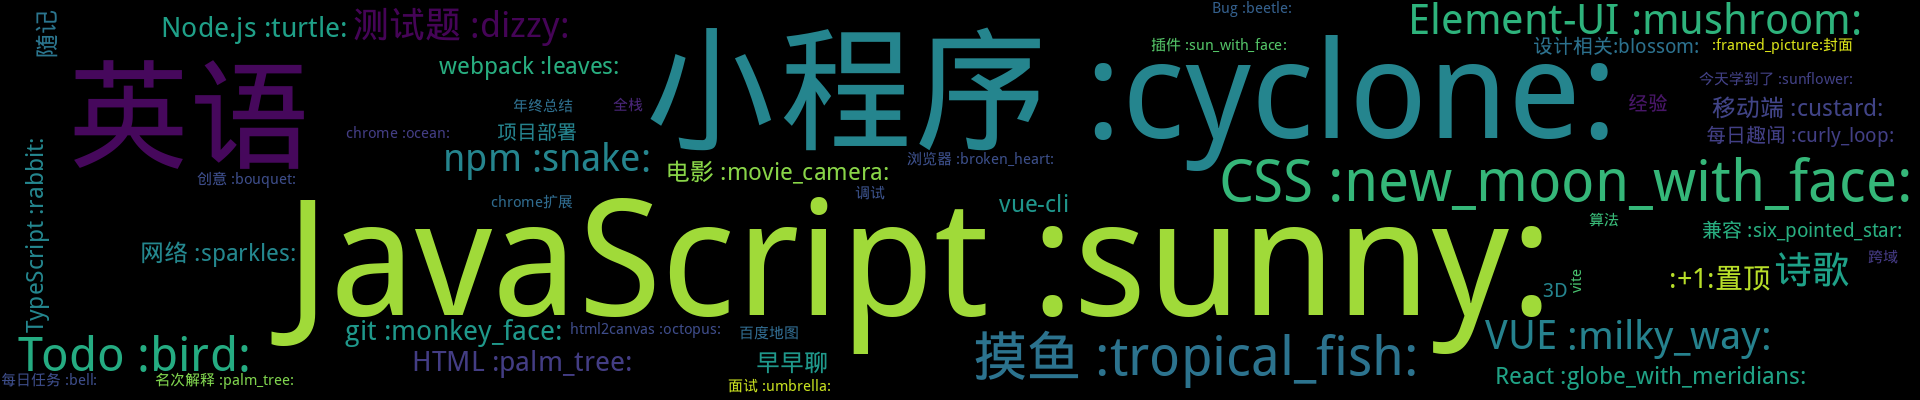 随记
Node.js :turtle:
测试题 :dizzy:
Bug :beetle:
Element-UI :mushroom:
英语
webpack :leaves:
小程序 :cyclone:
插件 :sun_with_face:
设计相关:blossom:
:framed_picture:封面
年终总结
全栈
今天学到了 :sunflower:
经验
移动端 :custard:
chrome :ocean:
项目部署
每日趣闻 :curly_loop:
npm :snake:
电影 :movie_camera:
浏览器 :broken_heart:
创意 :bouquet:
CSS :new_moon_with_face:
TypeScript :rabbit:
chrome扩展
调试
vue-cli
算法
兼容 :six_pointed_star:
网络 :sparkles:
JavaScript :sunny:
跨域
:+1:置顶
诗歌
3D
vite
Todo :bird:
git :monkey_face:
html2canvas :octopus:
百度地图
VUE :milky_way:
HTML :palm_tree:
早早聊
摸鱼 :tropical_fish:
每日任务 :bell:
名次解释 :palm_tree:
面试 :umbrella:
React :globe_with_meridians: